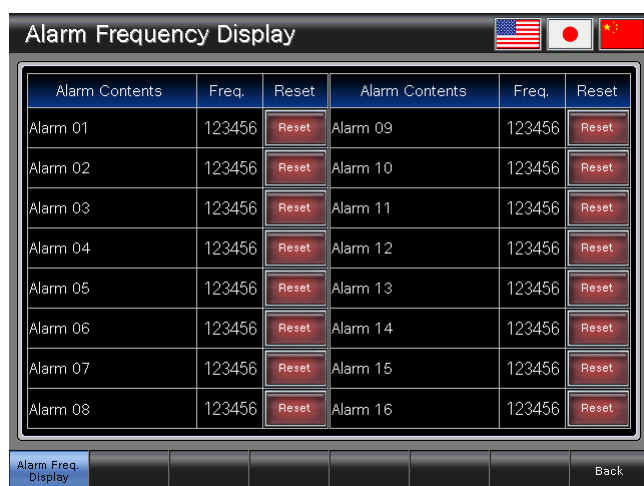 Alarm Frequency Display
Alarm Contents Freq. Reset Alarm Contents Freq. Reset
Alarm 01 123456 Reset Alarm 09 123456 Reset
Alarm 02 123456 Reset Alarm 10 123456 Reset
Alarm 03 123456 Reset Alarm 11 123456 Reset
Alarm 04 123456 Reset Alarm 12 123456 Reset
Alarm 05 123456 Reset Alarm 13 123456 Reset
Alarm 06 123456 Reset Alarm 14 123456 Reset
Alarm 07 123456 Reset Alarm 15 123456 Reset
Alarm 08 123456 Reset Alarm 16 123456 Reset
Alarm Freq.
Display
Back